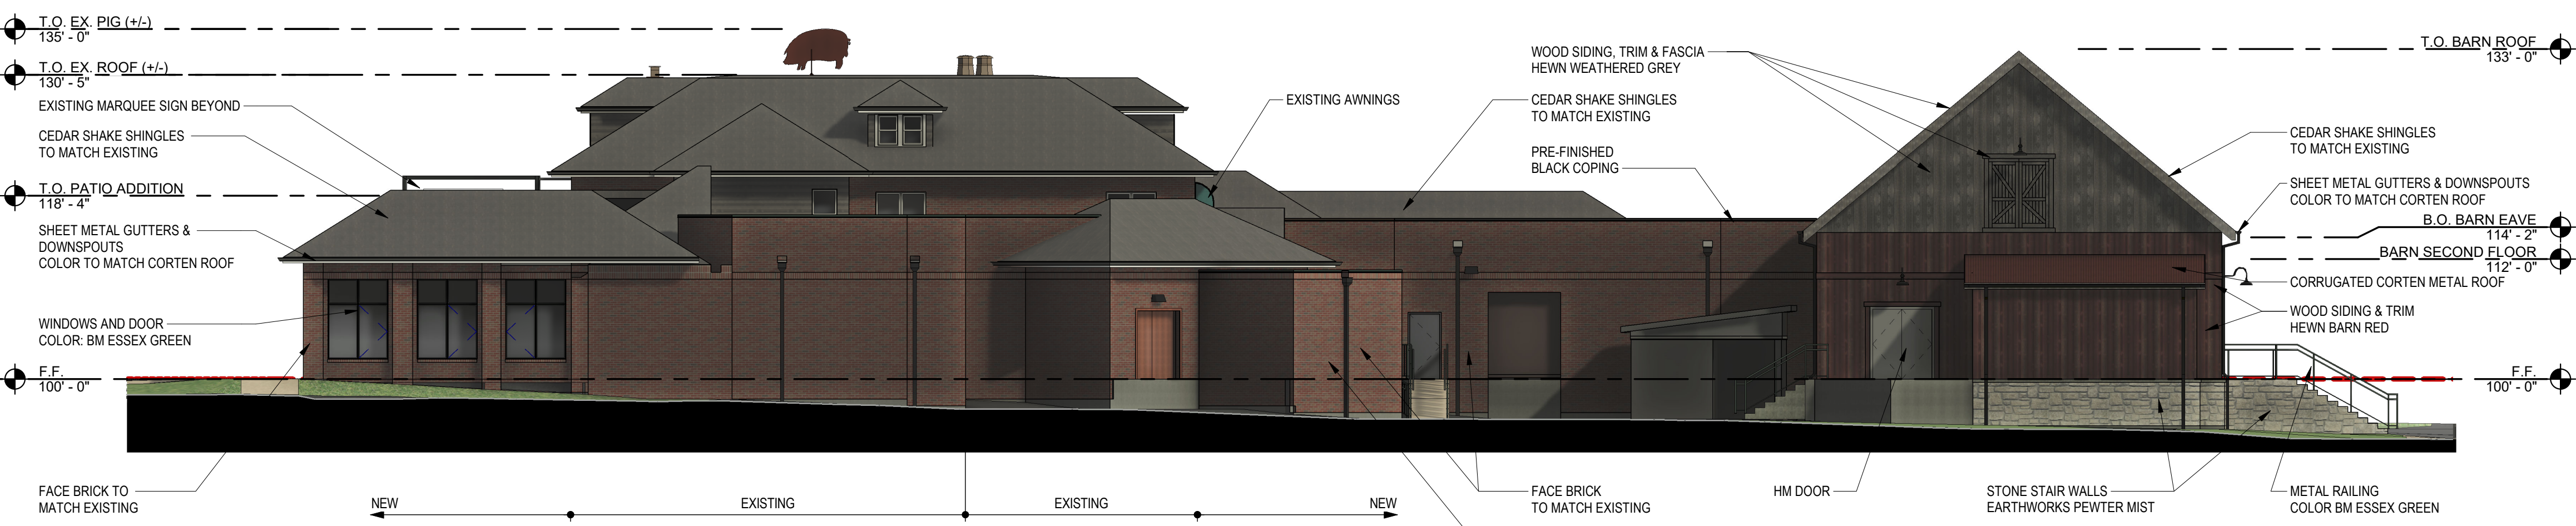 T.O. EX. PIG (+/-)
135' - 0"
T.O. EX. ROOF (+/-)
130' - 5"
EXISTING MARQUEE SIGN BEYOND
CEDAR SHAKE SHINGLES
TO MATCH EXISTING
T.O. PATIO ADDITION
118' - 4"
SHEET METAL GUTTERS &
DOWNSPOUTS
COLOR TO MATCH CORTEN ROOF
WINDOWS AND DOOR
COLOR: BM ESSEX GREEN
F.F.
100' - 0"
FACE BRICK TO
MATCH EXISTING
NEW
EXISTING
EXISTING
NEW
EXISTING AWNINGS
WOOD SIDING, TRIM & FASCIA
HEWN WEATHERED GREY
CEDAR SHAKE SHINGLES
TO MATCH EXISTING
PRE-FINISHED
BLACK COPING
FACE BRICK
TO MATCH EXISTING
HM DOOR
STONE STAIR WALLS
EARTHWORKS PEWTER MIST
T.O. BARN ROOF
133' - 0"
CEDAR SHAKE SHINGLES
TO MATCH EXISTING
SHEET METAL GUTTERS & DOWNSPOUTS
COLOR TO MATCH CORTEN ROOF
B.O. BARN EAVE
114' - 2"
BARN SECOND FLOOR
112' - 0"
CORRUGATED CORTEN METAL ROOF
WOOD SIDING & TRIM
HEWN BARN RED
F.F.
100' - 0"
METAL RAILING
COLOR BM ESSEX GREEN